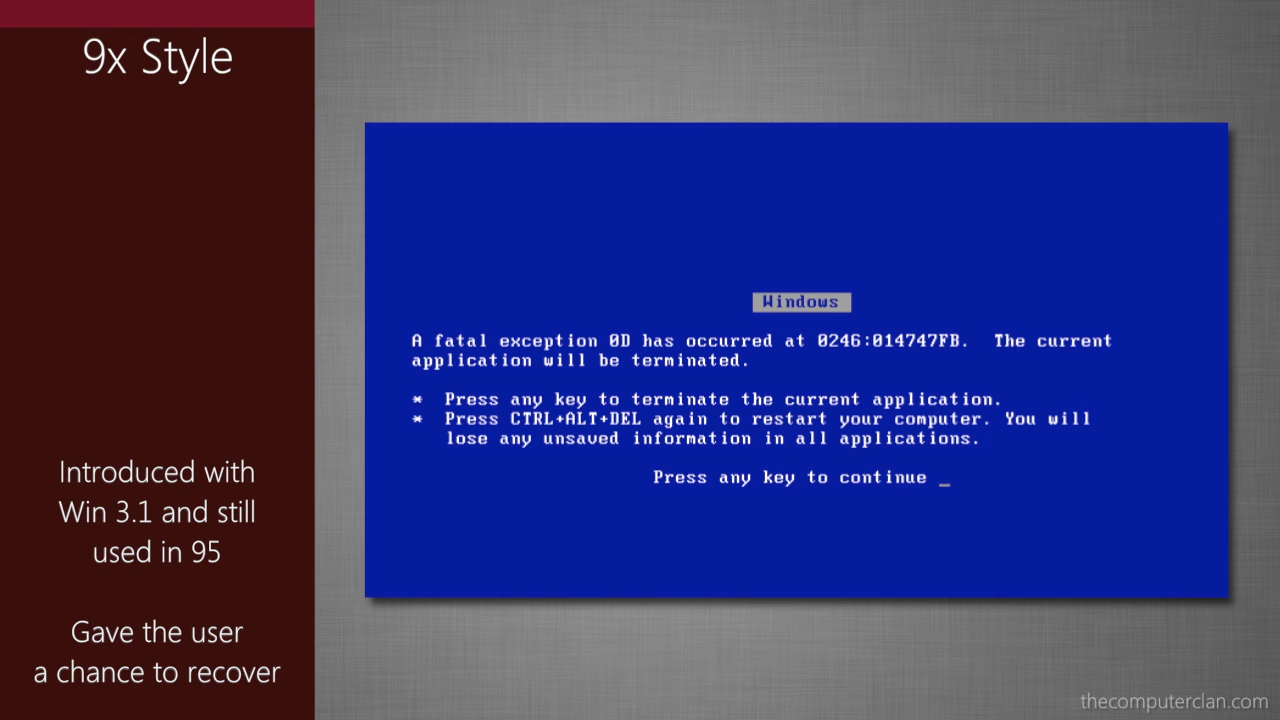 9x Style
Introduced with
Win 3.1 and still
used in 95
Gave the user
a chance to recover
Windows
A fatal exception 0D has occurred at 0246:014747FB.  The current
application will be terminated.
*  Press any key to terminate the current application.
*  Press CTRL+ALT+DEL again to restart your computer. You will
lose any unsaved information in all applications.
Press any key to continue _
thecomputerclan.com